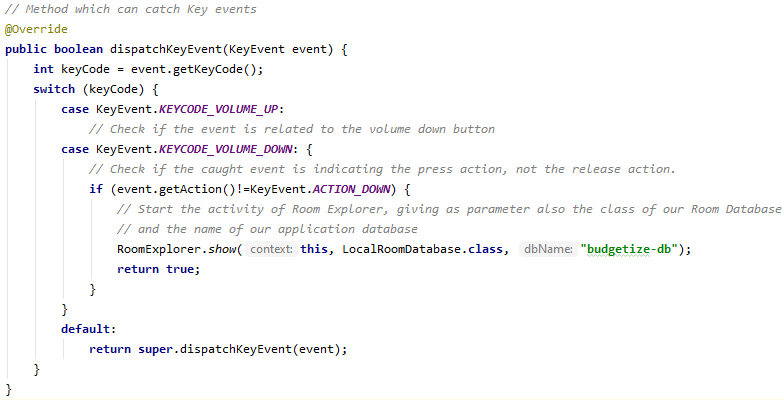 // Method which can catch Key events
@Override
public boolean dispatchKeyEvent(KeyEvent event) {
    int keyCode = event.getKeyCode();
    switch (keyCode) {
        case KeyEvent.KEYCODE_VOLUME_UP:
            // Check if the event is related to the volume down button
        case KeyEvent.KEYCODE_VOLUME_DOWN: {
            // Check if the caught event is indicating the press action, not the release action.
            if (event.getAction()!=KeyEvent.ACTION_DOWN) {
                // Start the activity of Room Explorer, giving as parameter also the class of our Room Database
                // and the name of our application database
                RoomExplorer.show( context: this, LocalRoomDatabase.class, dbName: "budgetize-db");
                return true;
            }
        }
        default:
            return super.dispatchKeyEvent(event);
    }
}